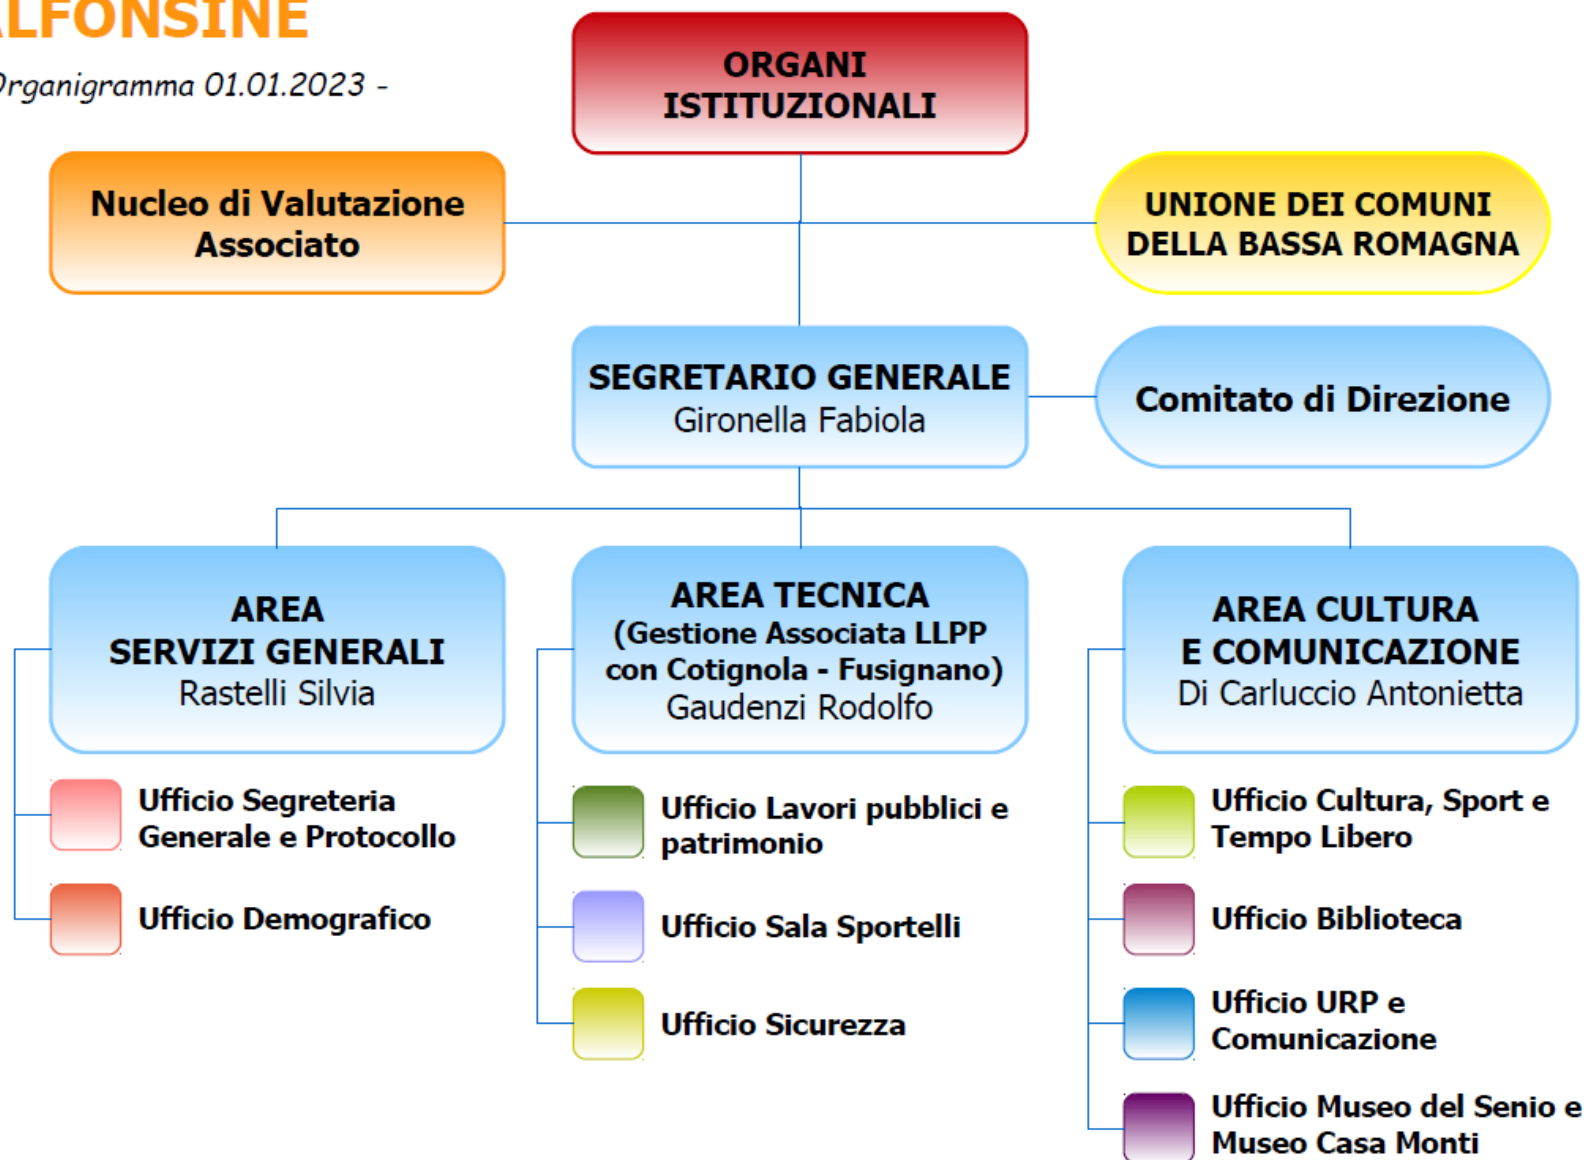 ALFONSINE
Organigramma 01.01.2023 -
ORGANI
ISTITUZIONALI
Nucleo di Valutazione
Associato
UNIONE DEI COMUNI
DELLA BASSA ROMAGNA
SEGRETARIO GENERALE
Gironella Fabiola
Comitato di Direzione
AREA
SERVIZI GENERALI
Rastelli Silvia
Ufficio Segreteria
Generale e Protocollo
Ufficio Demografico
AREA TECNICA
(Gestione Associata LLPP
con Cotignola - Fusignano)
Gaudenzi Rodolfo
Ufficio Lavori pubblici e
patrimonio
Ufficio Sala Sportelli
Ufficio Sicurezza
AREA CULTURA
E COMUNICAZIONE
Di Carluccio Antonietta
Ufficio Cultura, Sport e
Tempo Libero
Ufficio Biblioteca
Ufficio URP e
Comunicazione
Ufficio Museo del Senio e
Museo Casa Monti